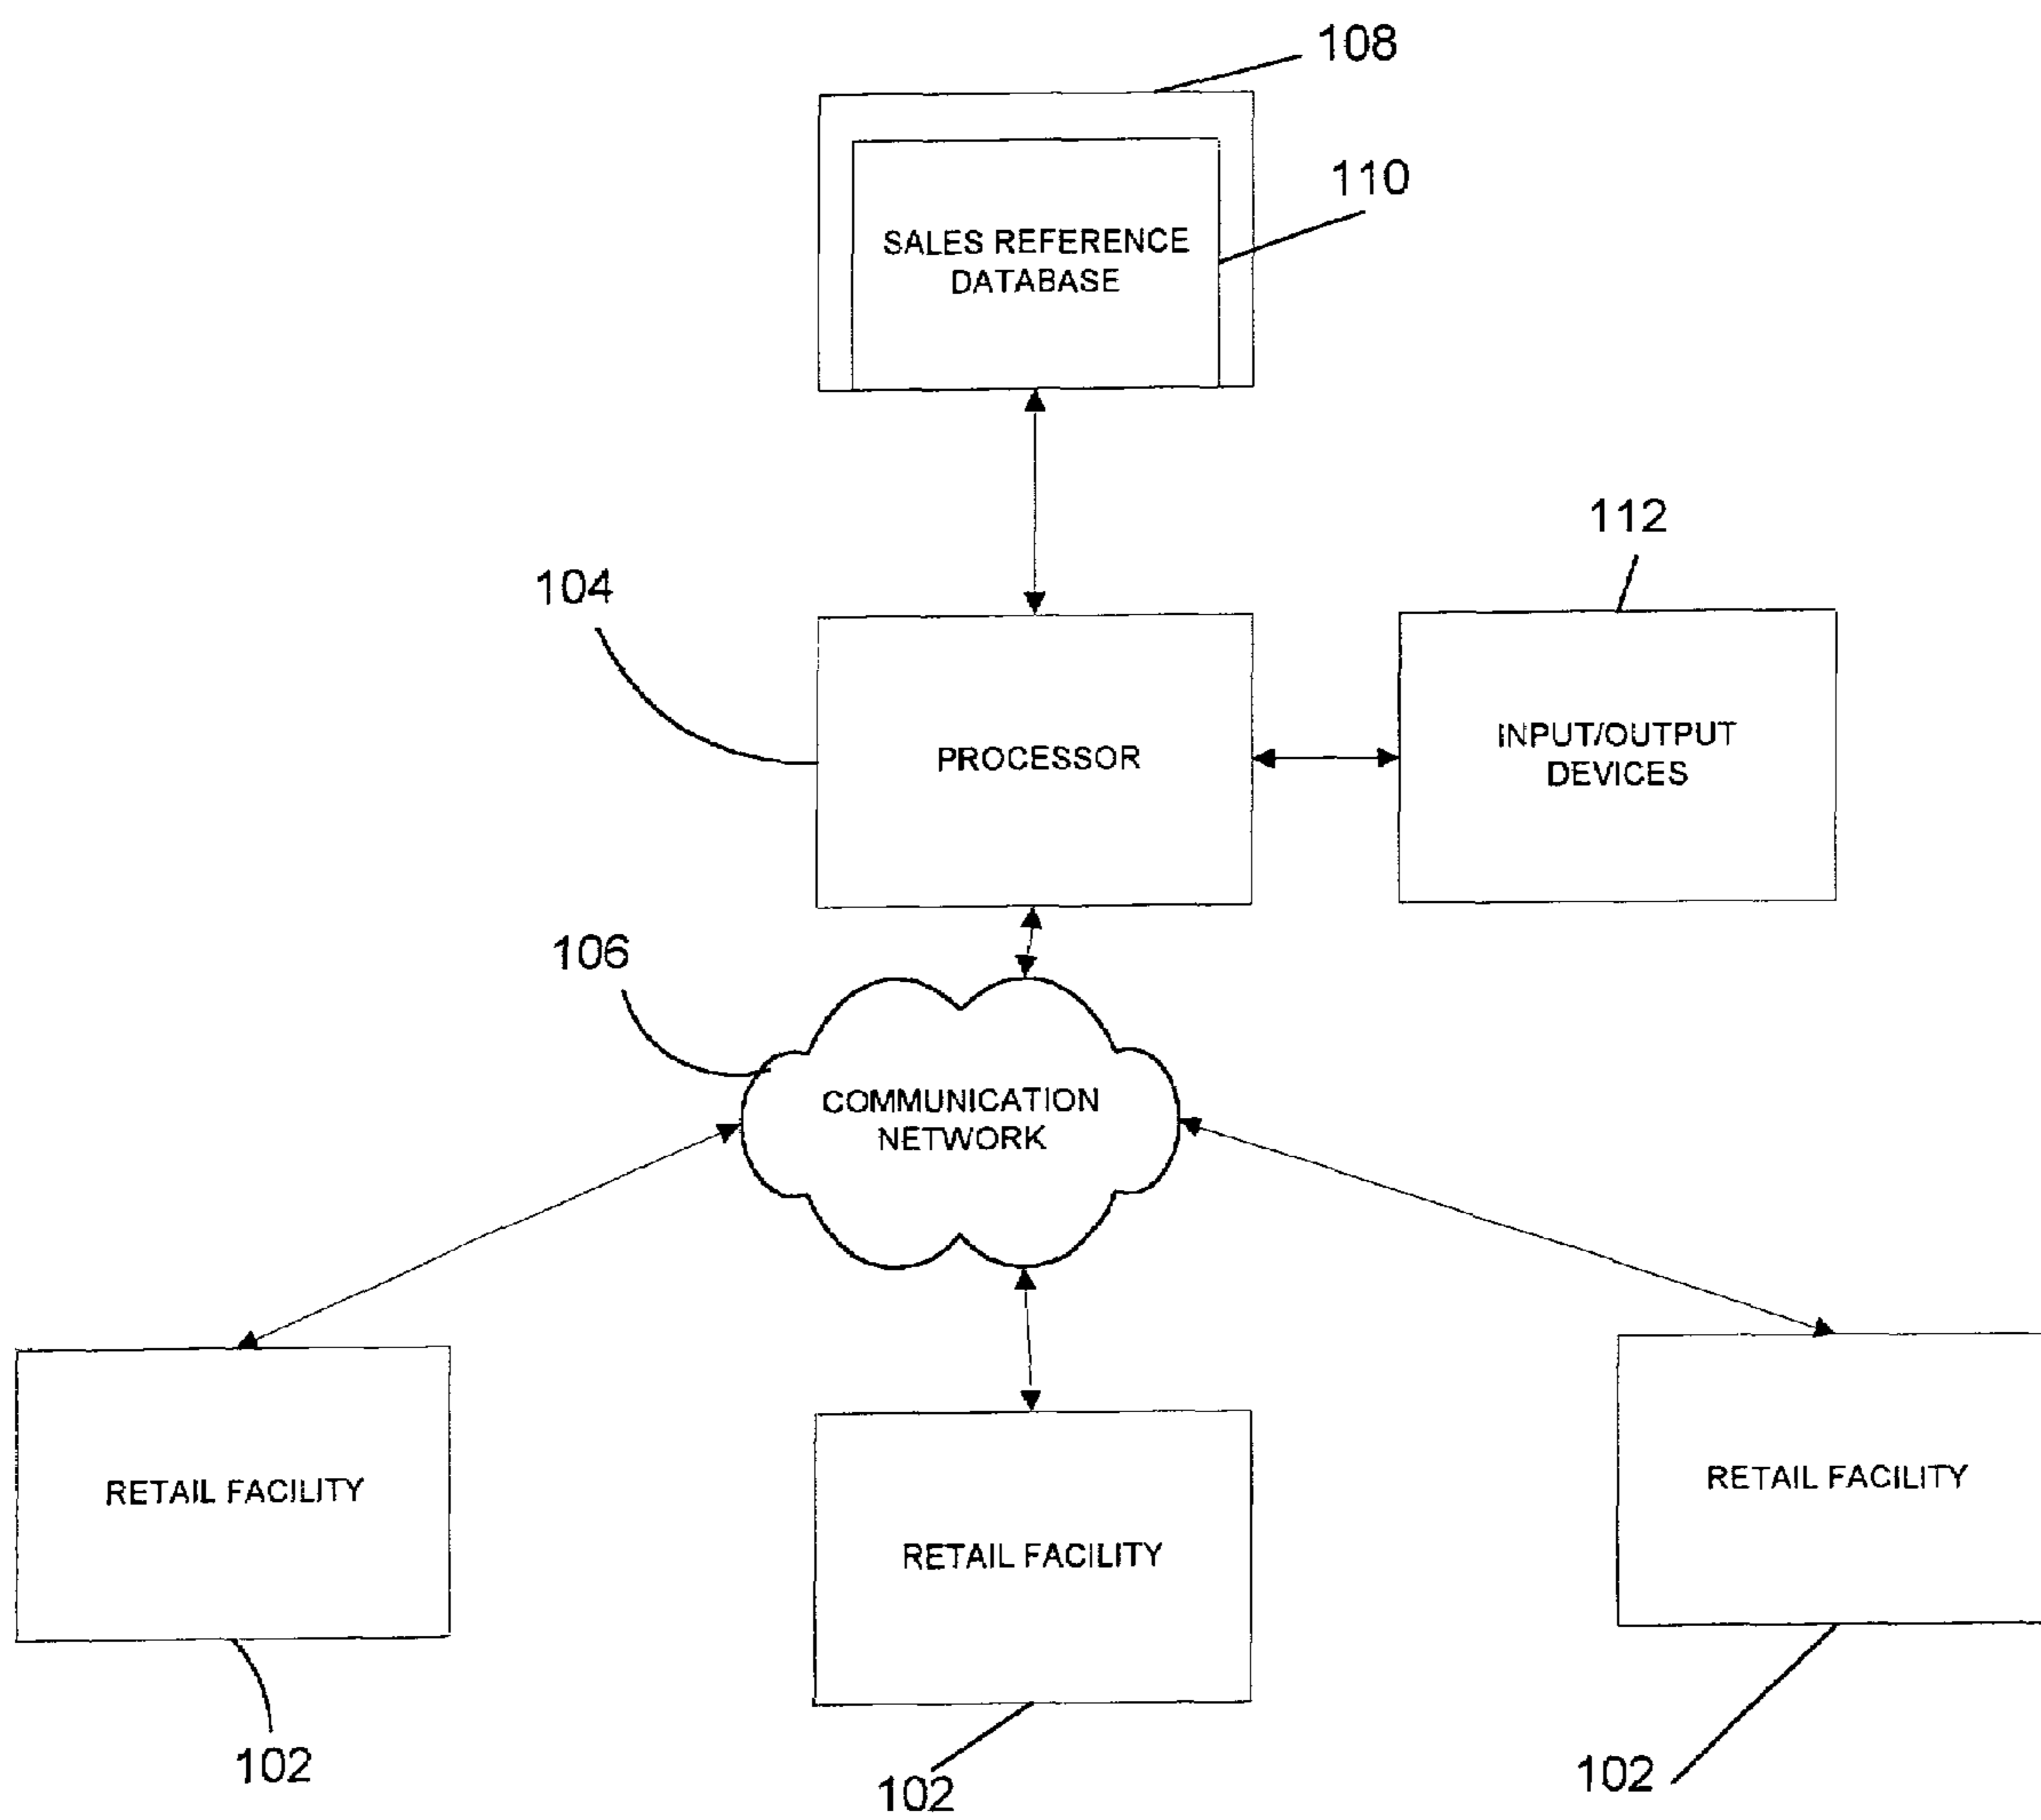 108
110
SALES REFERENCE
DATABASE
112
104
PROCESSOR
INPUT/OUTPUT
DEVICES
106
COMMUNICATION
NETWORK
RETAIL FACILITY
RETAIL FACILITY
RETAIL FACILITY
102
102
102